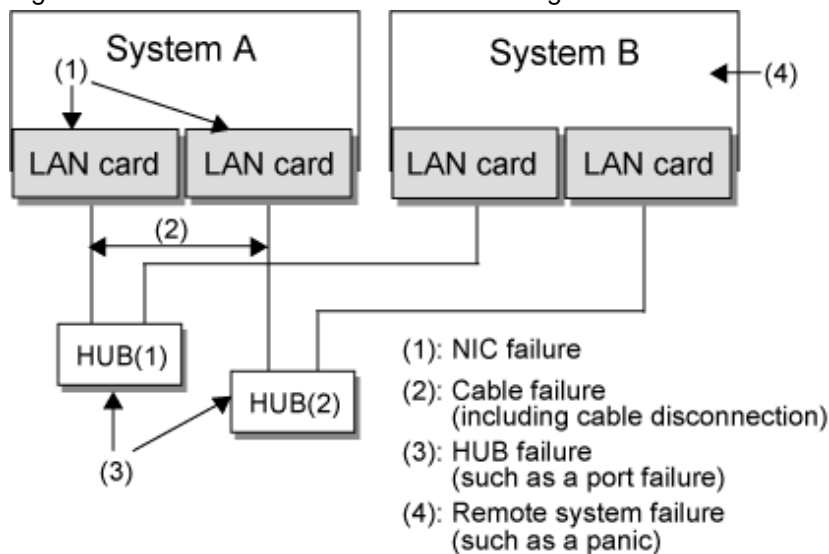 System A
System B
(1)
(4)
LAN card
LAN card
LAN card
LAN card
(2)
HUB(1)
HUB(2)
(3)
(1): NIC failure
(2): Cable failure
(including cable disconnection)
(3): HUB failure
(such as a port failure)
(4): Remote system failure
(such as a panic)